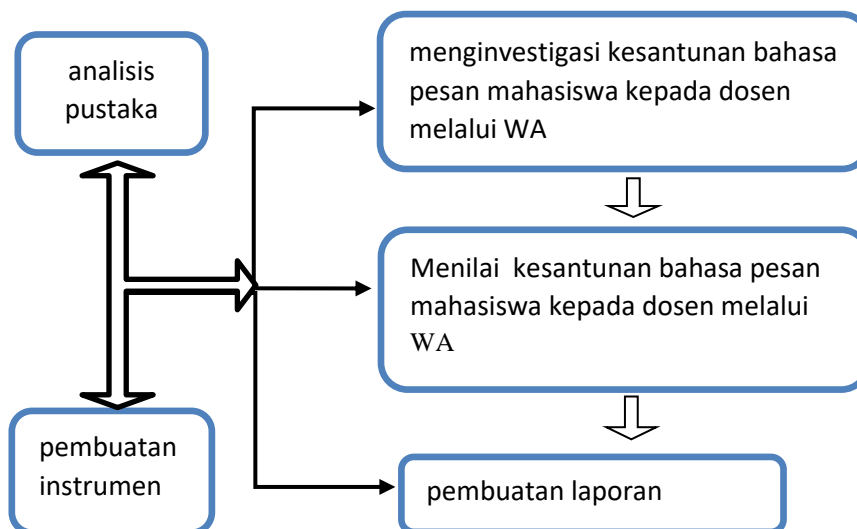 analisis
pustaka
pembuatan
instrumen
menginvestigasi kesantunan bahasa
pesan mahasiswa kepada dosen
melalui WA
Menilai  kesantunan bahasa pesan
mahasiswa kepada dosen melalui
WA
pembuatan laporan